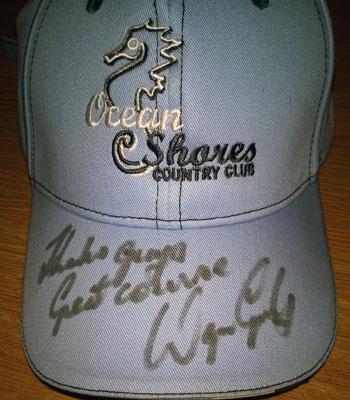 Ocean
Shores
COUNTRY CLUB
Thanks guys
Great course